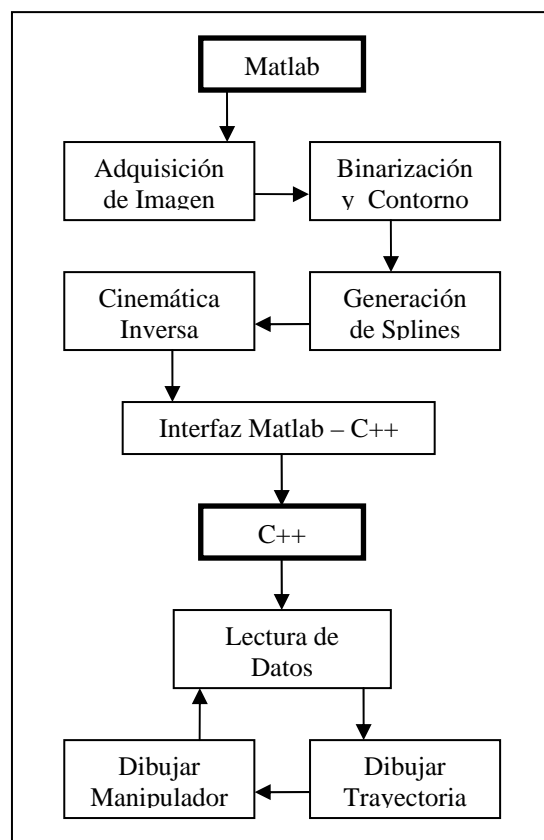 Matlab
Adquisición
de Imagen
Binarización
y Contorno
Cinemática
Inversa
Generación
de Splines
Interfaz Matlab – C++
C++
Lectura de
Datos
Dibujar
Manipulador
Dibujar
Trayectoria